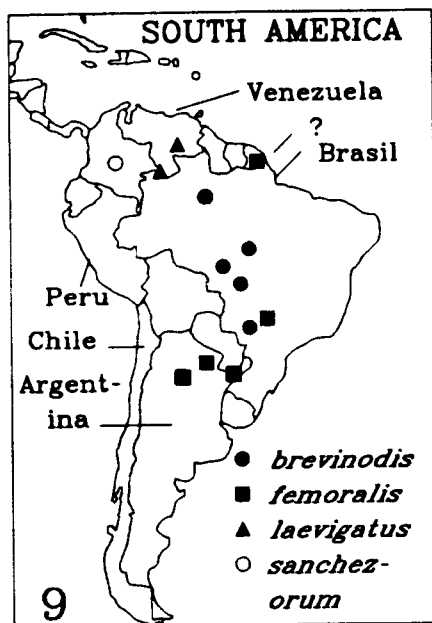 SOUTH AMERICA
Venezuela
?
Brasil
Peru
Chile
Argent-
ina
brevinodis
femoralis
laevigatus
sanchez-
orum
9